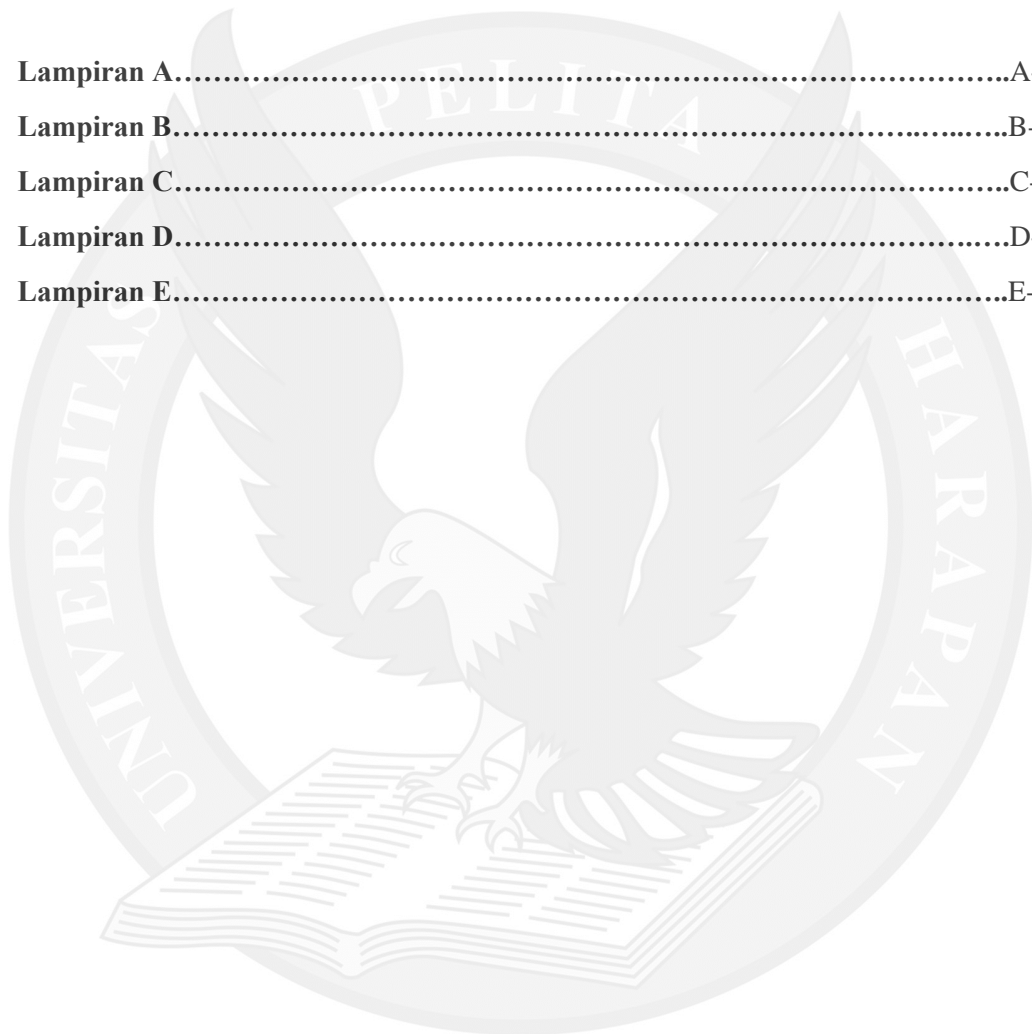 Lampiran A……………………………………………………………………………..A
Lampiran B……………………………………………………………………..…..…..B-
Lampiran C……………………………………………………………………………..C-
Lampiran D………………………………………………………………………….….D
Lampiran E……………………………………………………………………………..E-
UNIVERSITAS PELITA HARAPAN